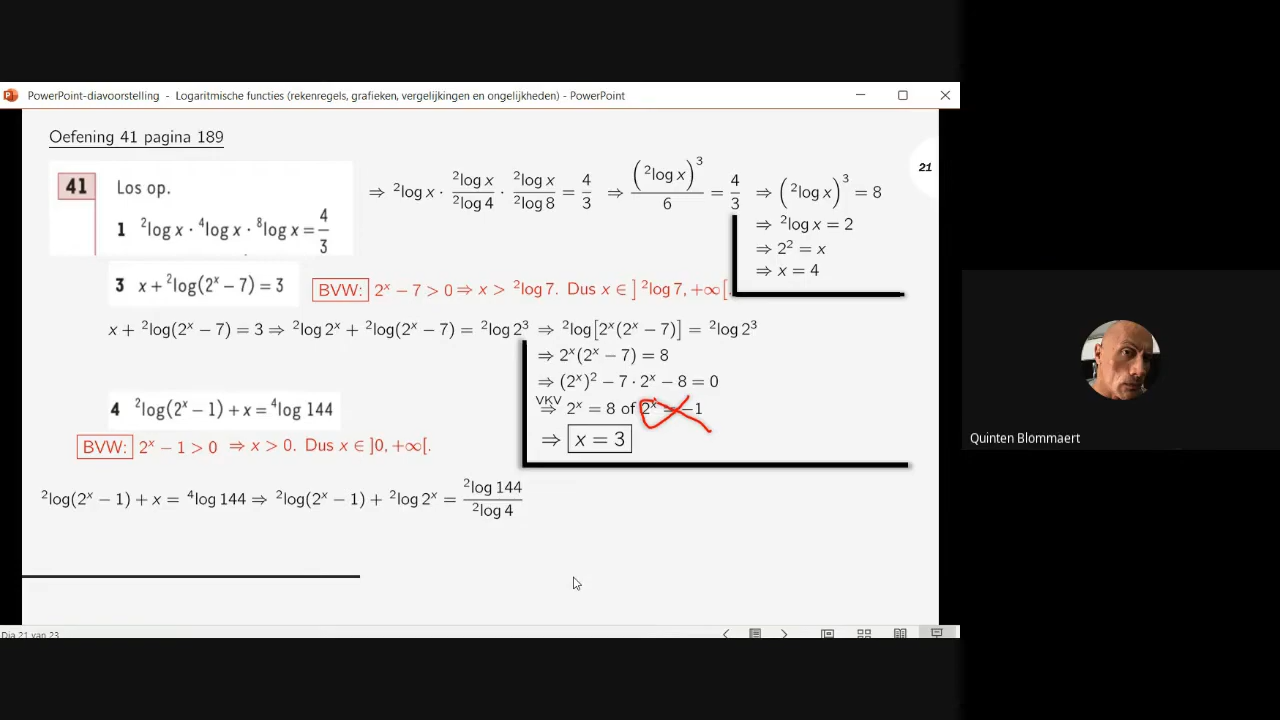 PowerPoint-diavoorstelling - Logaritmische functies (rekenregels, grafieken, vergelijkingen en ongelijkheden) - PowerPoint
Oefening 41 pagina 189
21
41 Los op.
1 ²log x · ⁴log x · ⁸log x = 4/3
⇒ ²log x · ²log x/²log 4 · ²log x/²log 8 = 4/3 ⇒ (²log x)³/6 = 4/3 ⇒ (²log x)³ = 8
⇒ ²log x = 2
⇒ 2² = x
⇒ x = 4
3 x + ²log(2ˣ − 7) = 3
BVW: 2ˣ − 7 > 0 ⇒ x > ²log 7. Dus x ∈ ] ²log 7, +∞[.
x + ²log(2ˣ − 7) = 3 ⇒ ²log 2ˣ + ²log(2ˣ − 7) = ²log 2³ ⇒ ²log[2ˣ(2ˣ − 7)] = ²log 2³
⇒ 2ˣ(2ˣ − 7) = 8
⇒ (2ˣ)² − 7 · 2ˣ − 8 = 0
VKV
⇒ 2ˣ = 8 of 2ˣ = −1
⇒ x = 3
4 ²log(2ˣ − 1) + x = ⁴log 144
BVW: 2ˣ − 1 > 0 ⇒ x > 0. Dus x ∈ ]0, +∞[.
²log(2ˣ − 1) + x = ⁴log 144 ⇒ ²log(2ˣ − 1) + ²log 2ˣ = ²log 144/²log 4
Dia 21 van 23
Quinten Blommaert